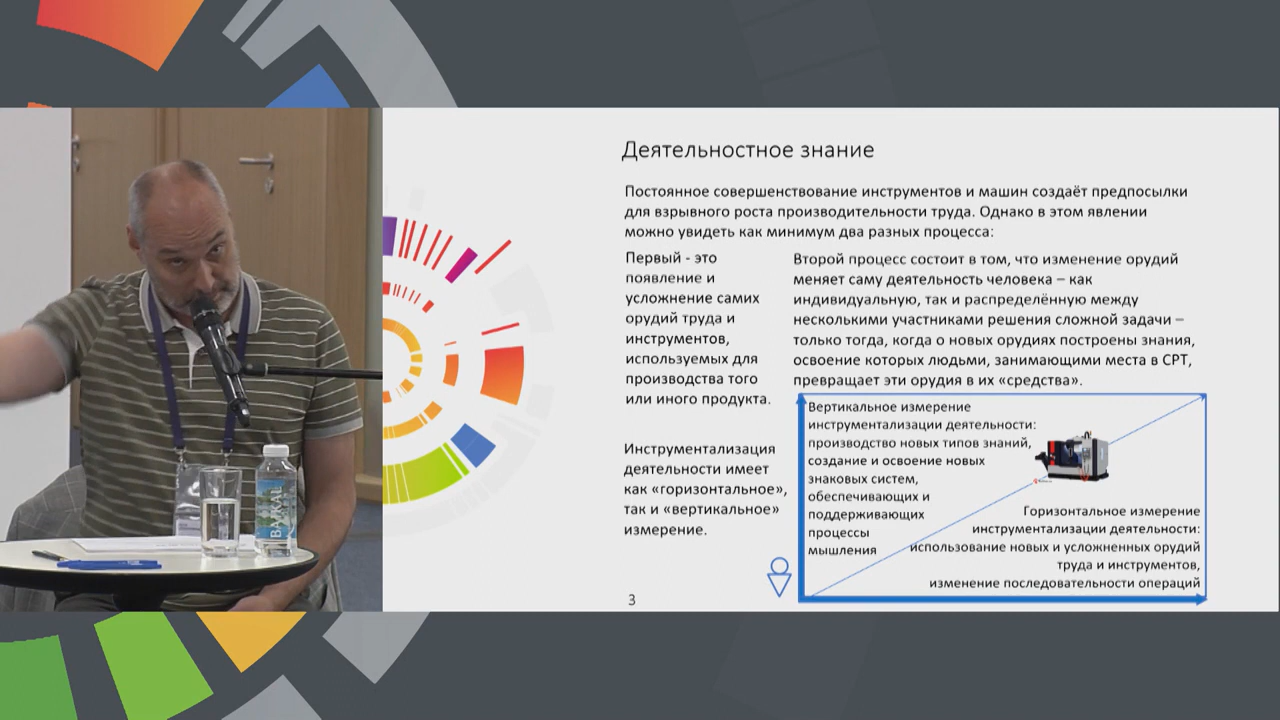 Деятельностное знание
Постоянное совершенствование инструментов и машин создаёт предпосылки
для взрывного роста производительности труда. Однако в этом явлении
можно увидеть как минимум два разных процесса:
Первый - это
появление и
усложнение самих
орудий труда и
инструментов,
используемых для
производства того
или иного продукта.
Инструментализация
деятельности имеет
как «горизонтальное»,
так и «вертикальное»
измерение.
Второй процесс состоит в том, что изменение орудий
меняет саму деятельность человека – как
индивидуальную, так и распределённую между
несколькими участниками решения сложной задачи –
только тогда, когда о новых орудиях построены знания,
освоение которых людьми, занимающими места в СРТ,
превращает эти орудия в их «средства».
Вертикальное измерение
инструментализации деятельности:
производство новых типов знаний,
создание и освоение новых
знаковых систем,
обеспечивающих и
поддерживающих
процессы
мышления
Горизонтальное измерение
инструментализации деятельности:
использование новых и усложненных орудий
труда и инструментов,
изменение последовательности операций
3
BAIKAL